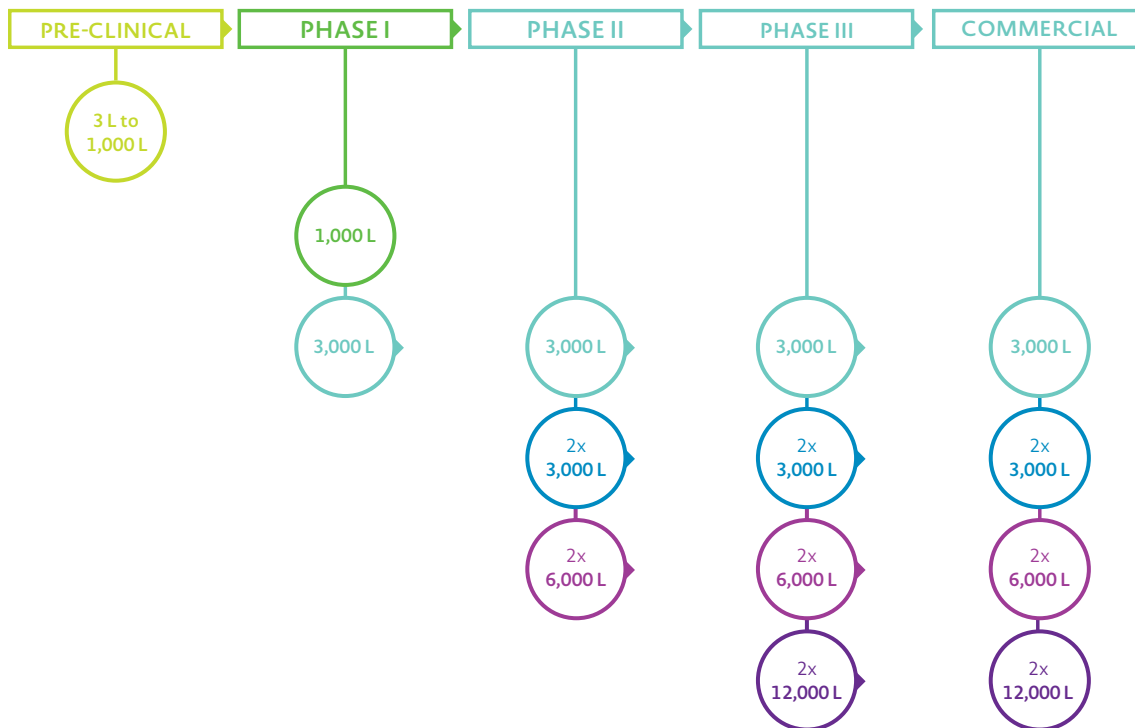 PRE-CLINICAL
PHASE I
PHASE II
PHASE III
COMMERCIAL
3 L to
1,000 L
1,000 L
3,000 L
3,000 L
3,000 L
3,000 L
2x
3,000 L
2x
3,000 L
2x
3,000 L
2x
6,000 L
2x
6,000 L
2x
6,000 L
2x
12,000 L
2x
12,000 L